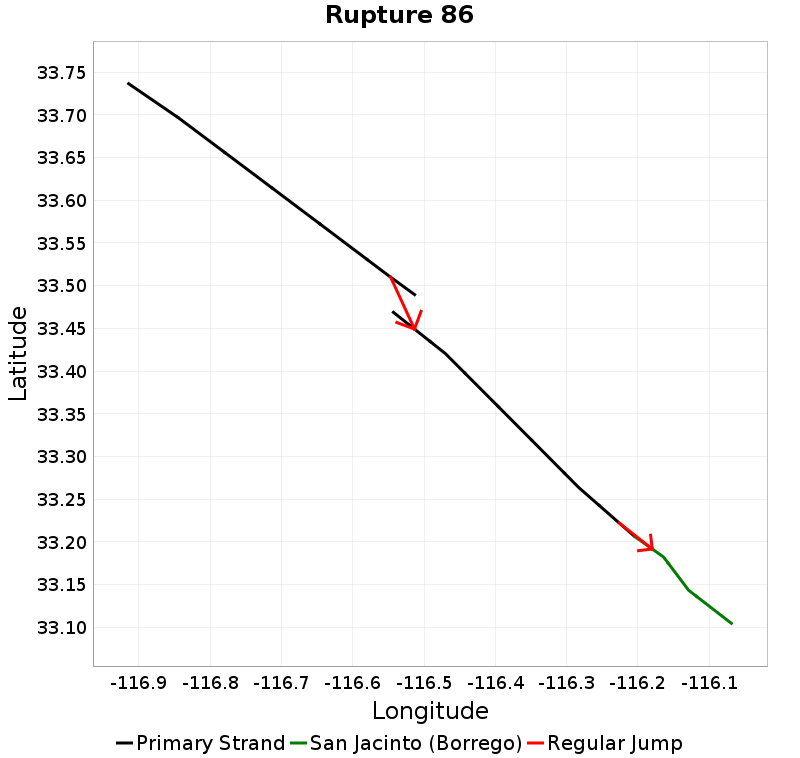 Rupture 86
33.75
33.70
33.65
33.60
33.55
33.50
33.45
33.40
33.35
33.30
33.25
33.20
33.15
33.10
Latitude
-116.9 -116.8 -116.7 -116.6 -116.5 -116.4 -116.3 -116.2 -116.1
Longitude
Primary Strand San Jacinto (Borrego) Regular Jump